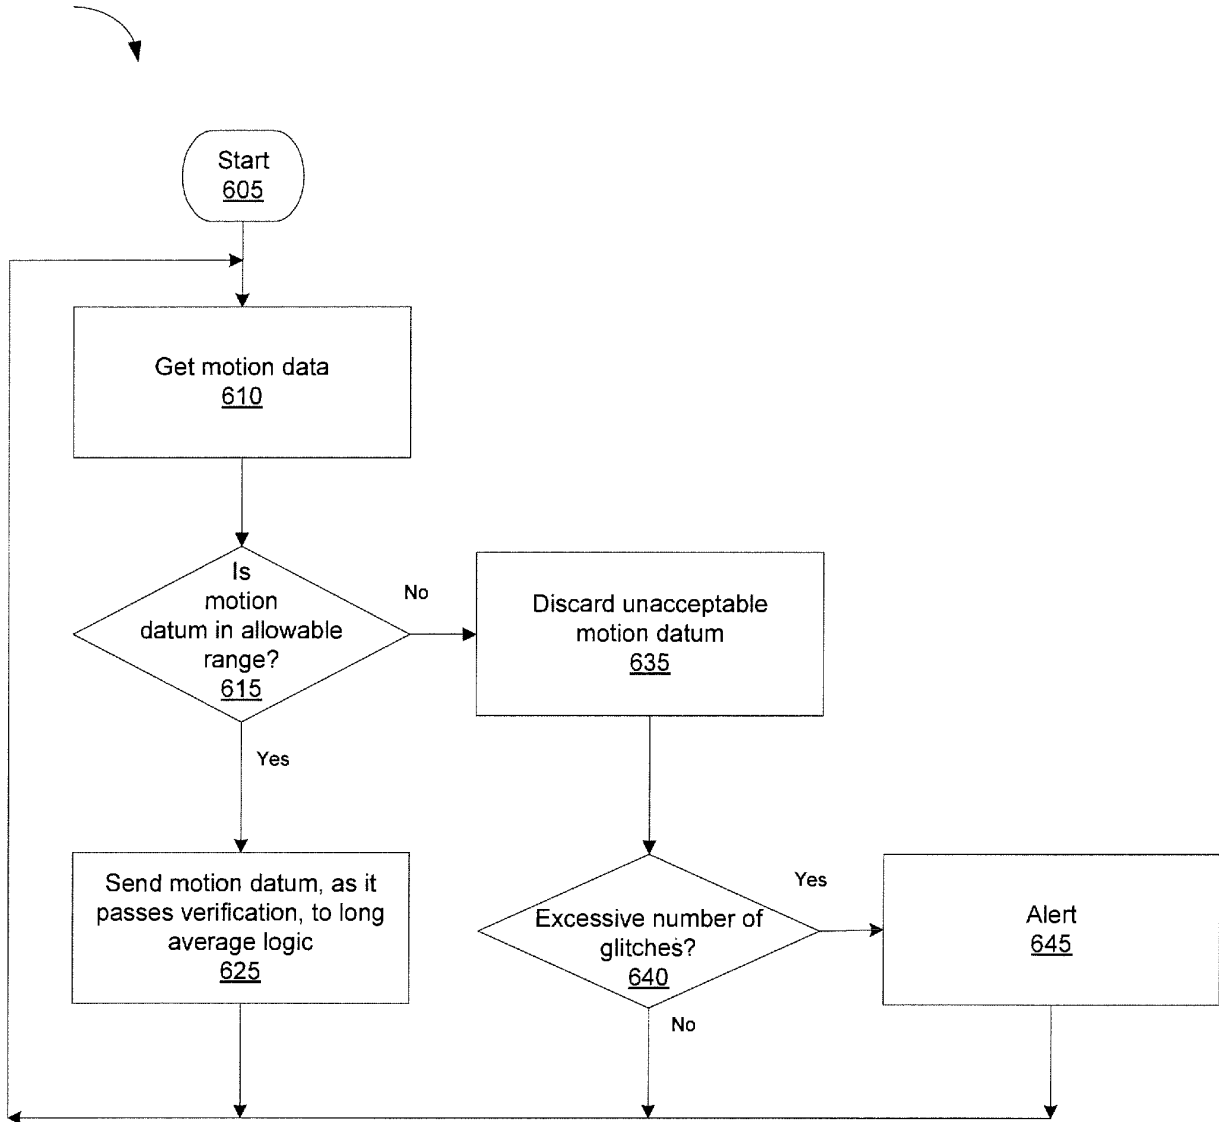 Start
605
Get motion data
610
Is
motion
datum in allowable
range?
615
No
Discard unacceptable
motion datum
635
Yes
Send motion datum, as it
passes verification, to long
average logic
625
Excessive number of
glitches?
640
Yes
Alert
645
No